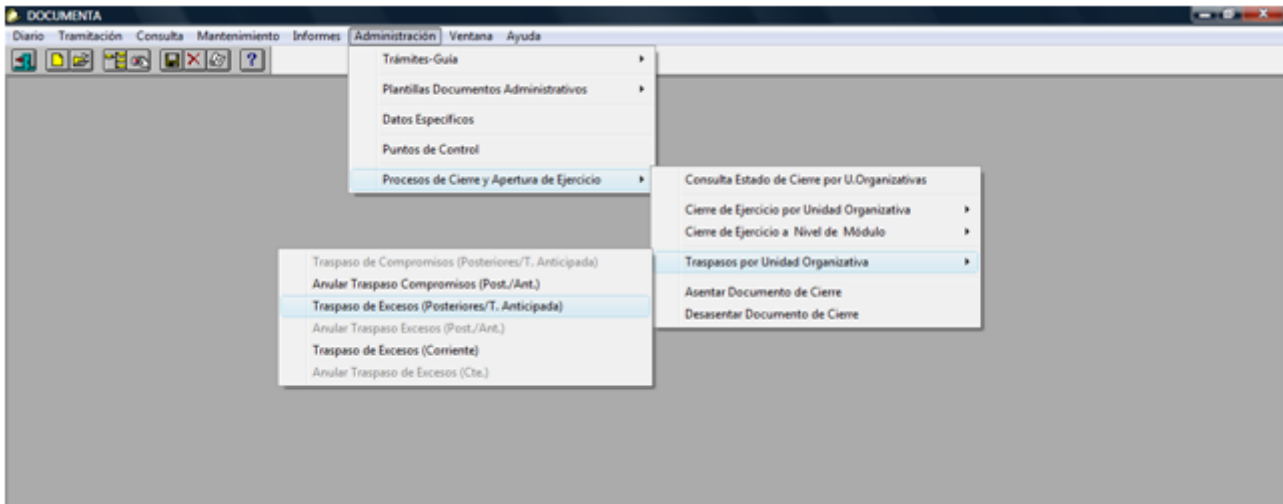 DOCUMENTA
Diario Tramitación Consulta Mantenimiento Informes Administración Ventana Ayuda
Trámites-Guía
Plantillas Documentos Administrativos
Datos Específicos
Puntos de Control
Procesos de Cierre y Apertura de Ejercicio
Consulta Estado de Cierre por U.Organizativas
Cierre de Ejercicio por Unidad Organizativa
Cierre de Ejercicio a Nivel de Módulo
Traspasos por Unidad Organizativa
Asentar Documento de Cierre
Desasentar Documento de Cierre
Traspaso de Compromisos (Posteriores/T. Anticipada)
Anular Traspaso Compromisos (Post./Ant.)
Traspaso de Excesos (Posteriores/T. Anticipada)
Anular Traspaso Excesos (Post./Ant.)
Traspaso de Excesos (Corriente)
Anular Traspaso de Excesos (Cte.)